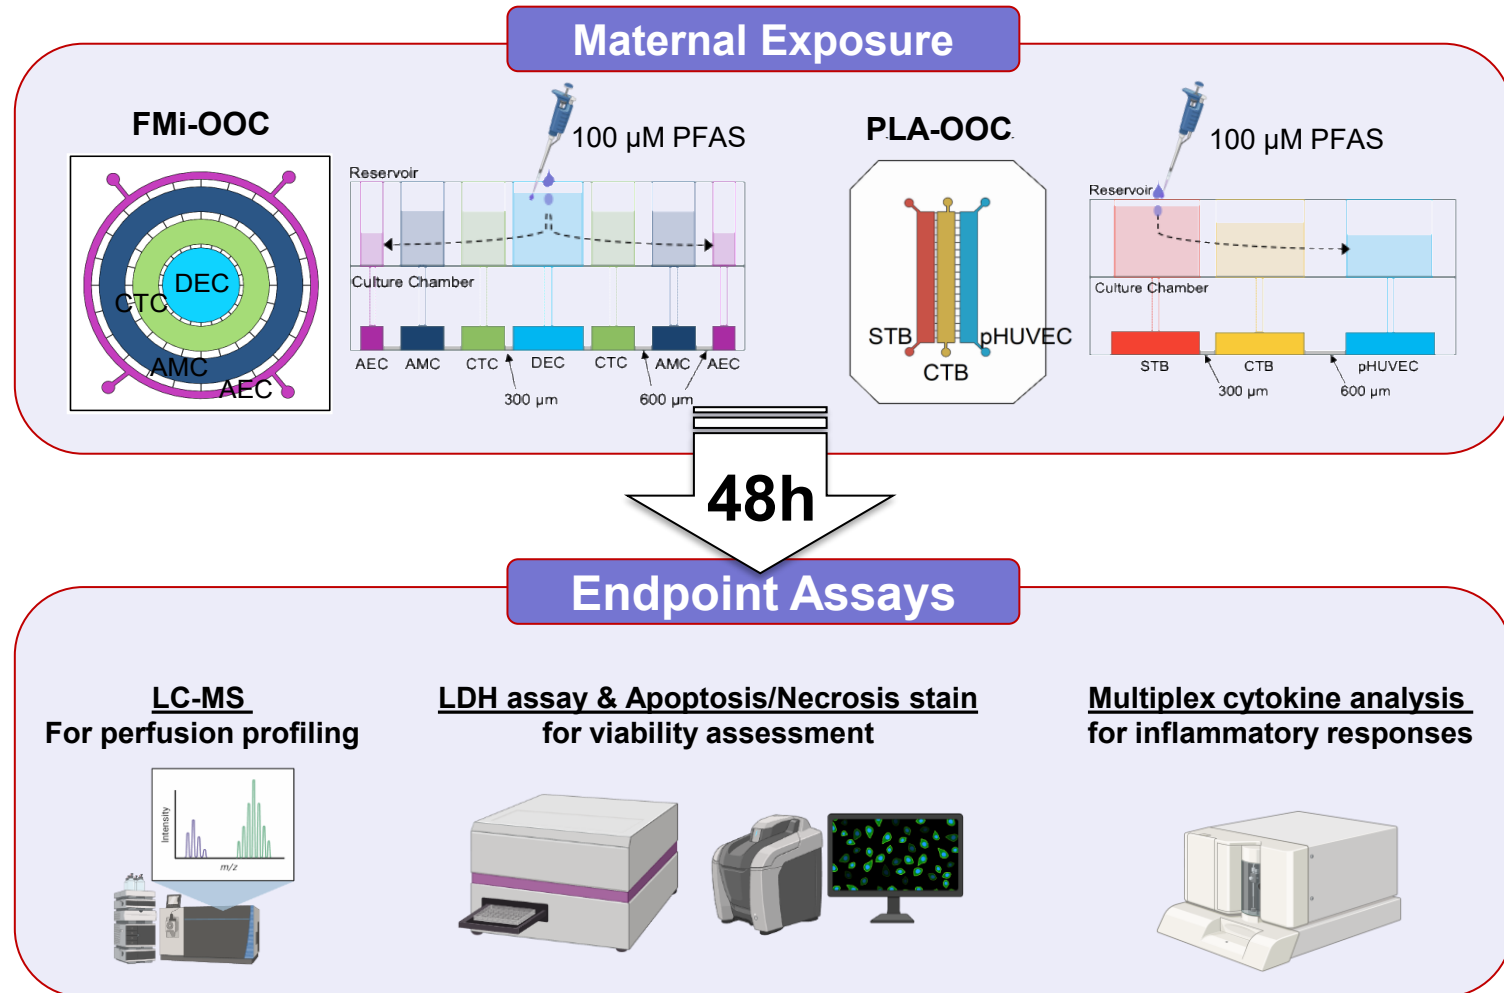 Maternal Exposure
FMi-OOC
100 µM PFAS
Reservoir
Culture Chamber
DEC
CTC
AMC
AEC
AEC
AMC
CTC
DEC
CTC
AMC
AEC
300 µm
600 µm
PLA-OOC
100 µM PFAS
Reservoir
Culture Chamber
STB
pHUVEC
CTB
STB
CTB
pHUVEC
300 µm
600 µm
48h
Endpoint Assays
LC-MS
For perfusion profiling
Intensity
m/z
LDH assay & Apoptosis/Necrosis stain
for viability assessment
Multiplex cytokine analysis
for inflammatory responses